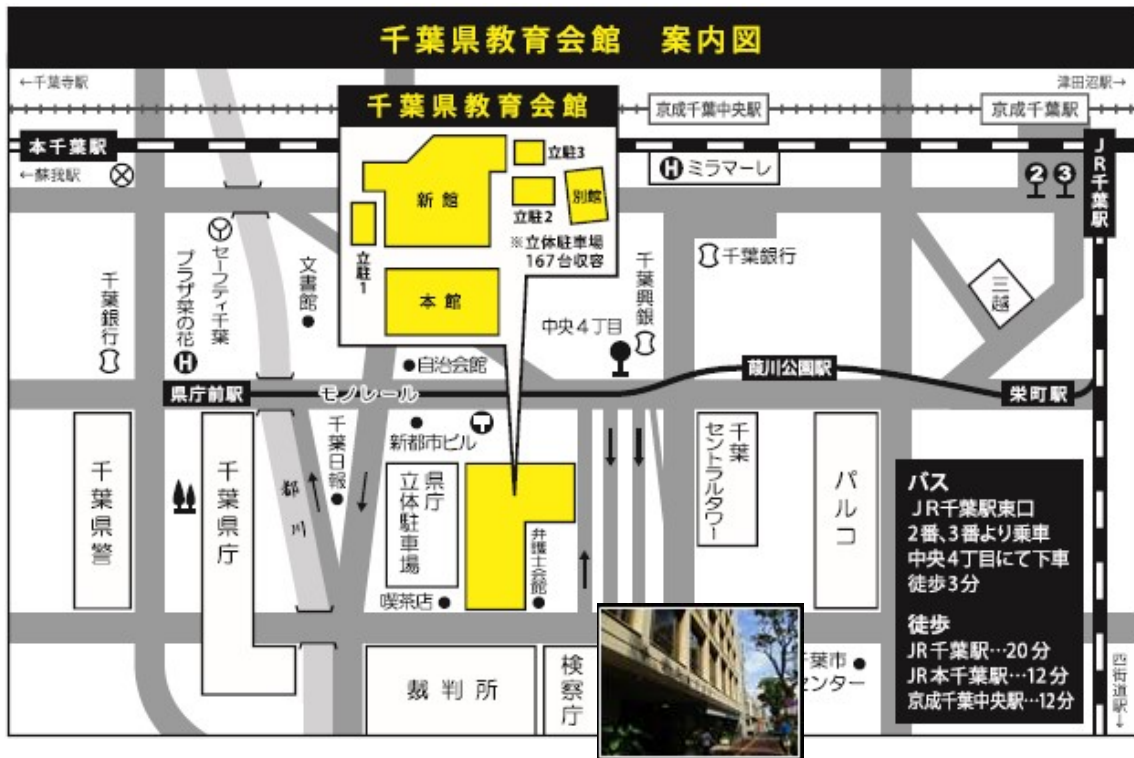 千葉県教育会館 案内図
←千葉寺駅
津田沼駅→
千葉県教育会館
京成千葉中央駅
京成千葉駅
本千葉駅
←蘇我駅
JR千葉駅
立駐3
Hミラマーレ
2 3
新館
立駐2
別館
立駐1
※立体駐車場
167台収容
本館
セーフティ千葉
プラザ菜の花
H
文書館
千葉銀行
千葉興銀
千葉銀行
三越
中央4丁目
自治会館
葭川公園駅
県庁前駅
モノレール
栄町駅
新都市ビル
千葉日報
千葉県警
千葉県庁
都川
県庁
立体駐車場
弁護士会館
喫茶店
千葉
セントラルタワー
パルコ
バス
JR千葉駅東口
2番、3番より乗車
中央4丁目にて下車
徒歩3分
徒歩
JR千葉駅…20分
JR本千葉駅…12分
京成千葉中央駅…12分
裁判所
検察庁
葉市
センター
四街道駅→